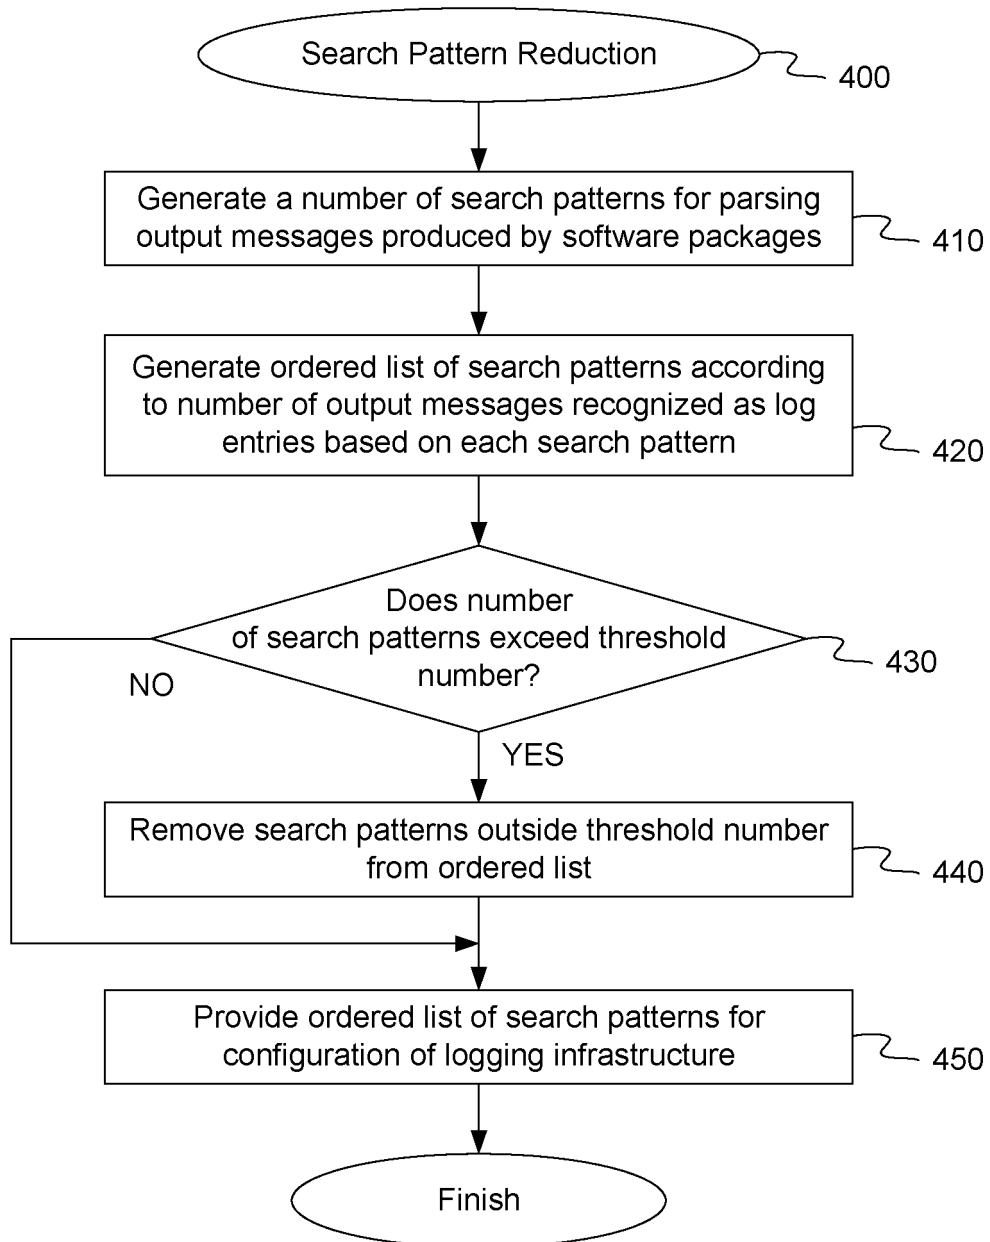 Search Pattern Reduction
400
Generate a number of search patterns for parsing
output messages produced by software packages
410
Generate ordered list of search patterns according
to number of output messages recognized as log
entries based on each search pattern
420
Does number
of search patterns exceed threshold
number?
430
NO
YES
Remove search patterns outside threshold number
from ordered list
440
Provide ordered list of search patterns for
configuration of logging infrastructure
450
Finish